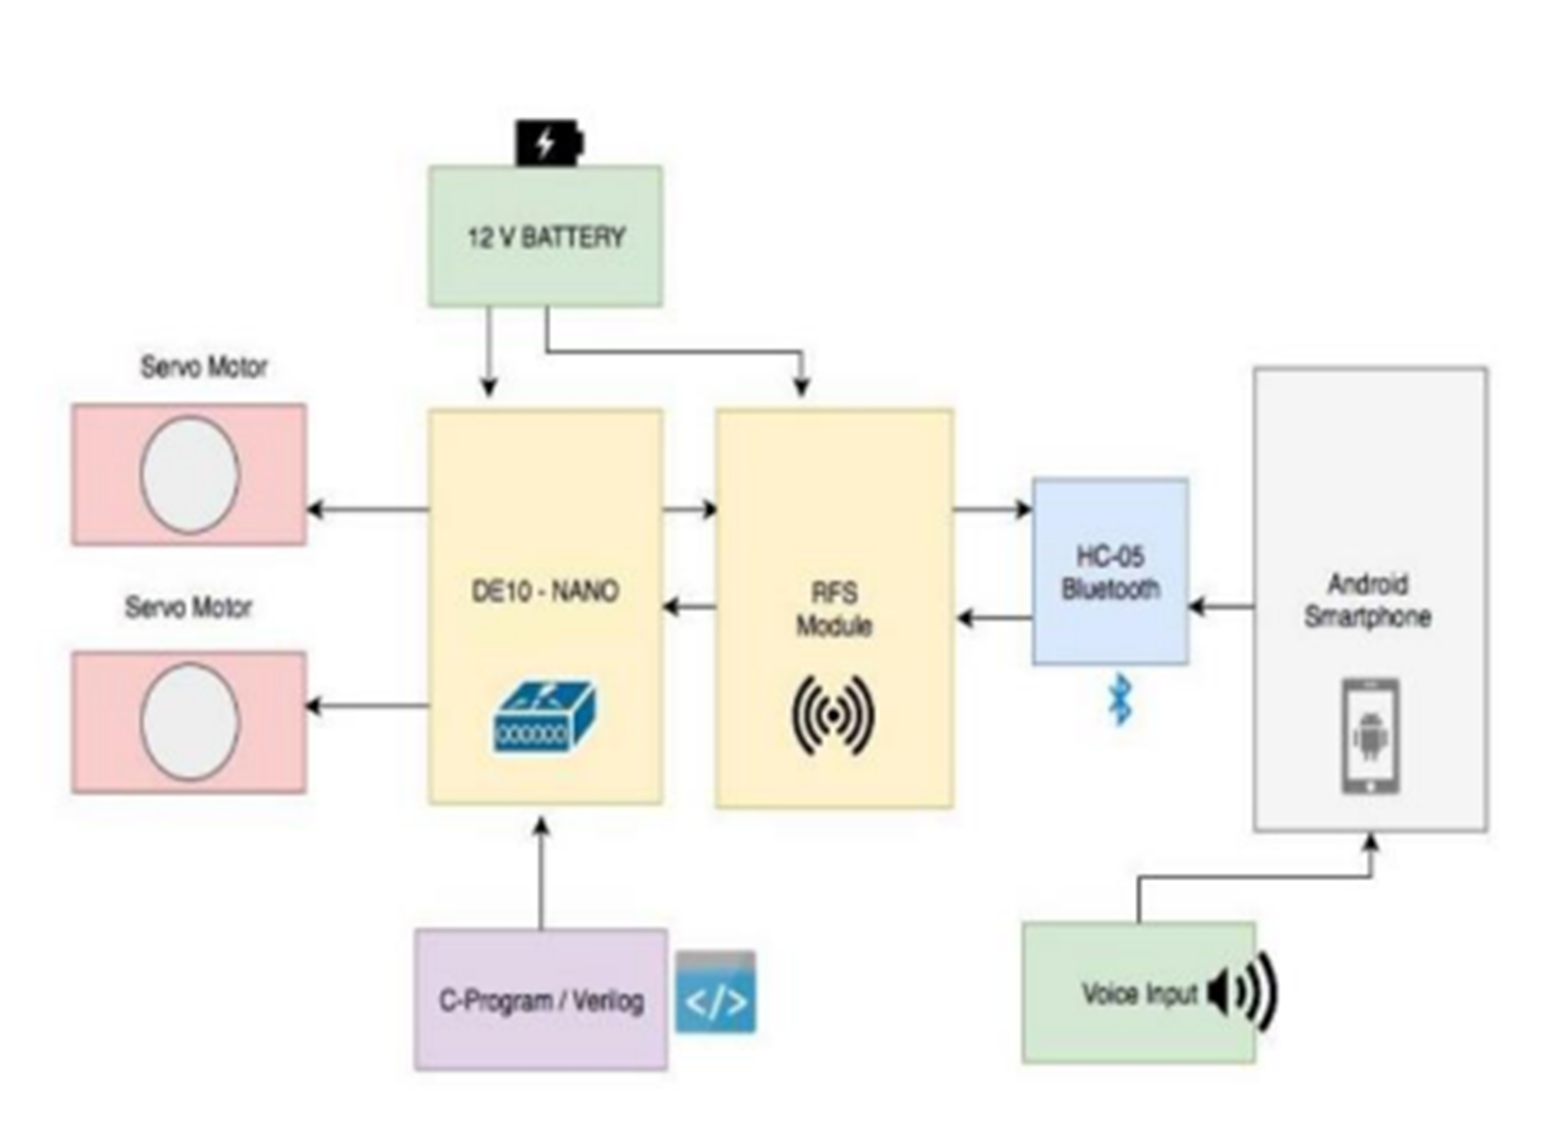 12 V BATTERY
Servo Motor
Servo Motor
DE10 - NANO
RFS
Module
HC-05
Bluetooth
Android
Smartphone
C-Program / Verilog
</>
Voice Input